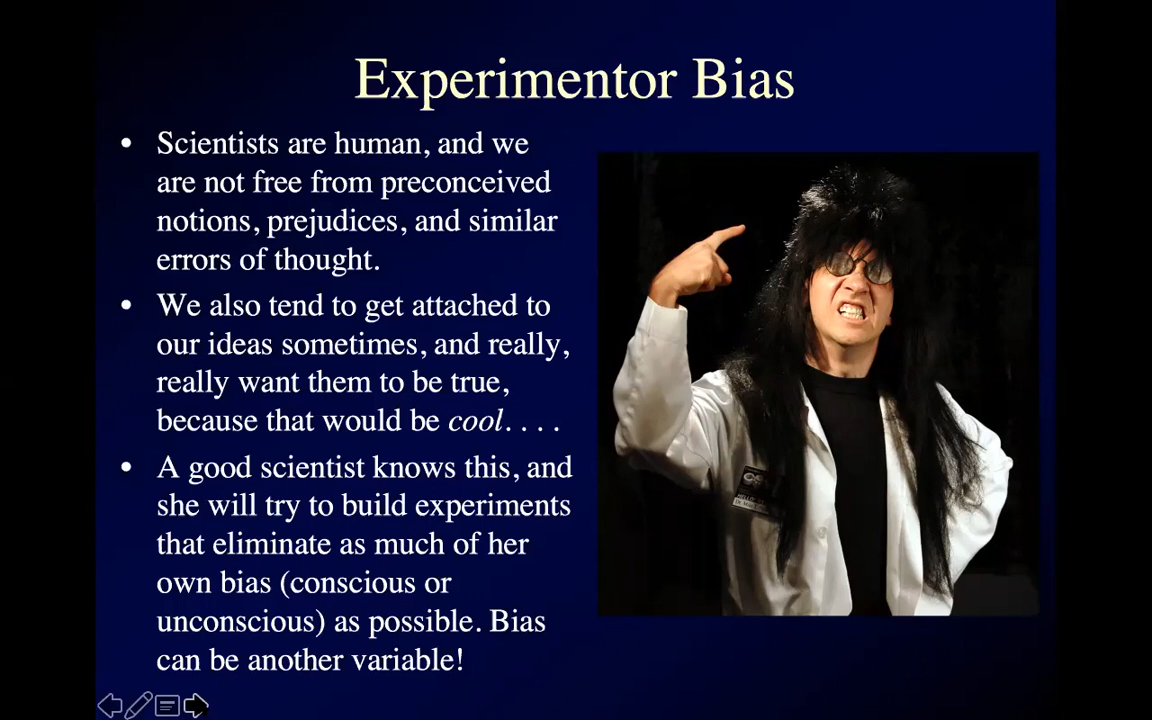 Experimentor Bias
• Scientists are human, and we
are not free from preconceived
notions, prejudices, and similar
errors of thought.
• We also tend to get attached to
our ideas sometimes, and really,
really want them to be true,
because that would be cool. . . .
• A good scientist knows this, and
she will try to build experiments
that eliminate as much of her
own bias (conscious or
unconscious) as possible. Bias
can be another variable!